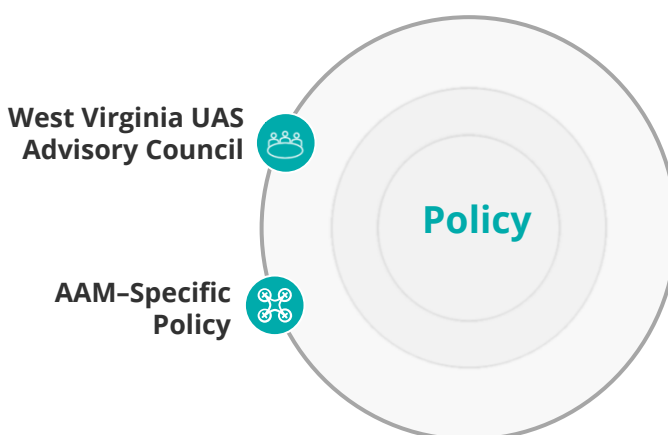 West Virginia UAS
Advisory Council
Policy
AAM–Specific
Policy